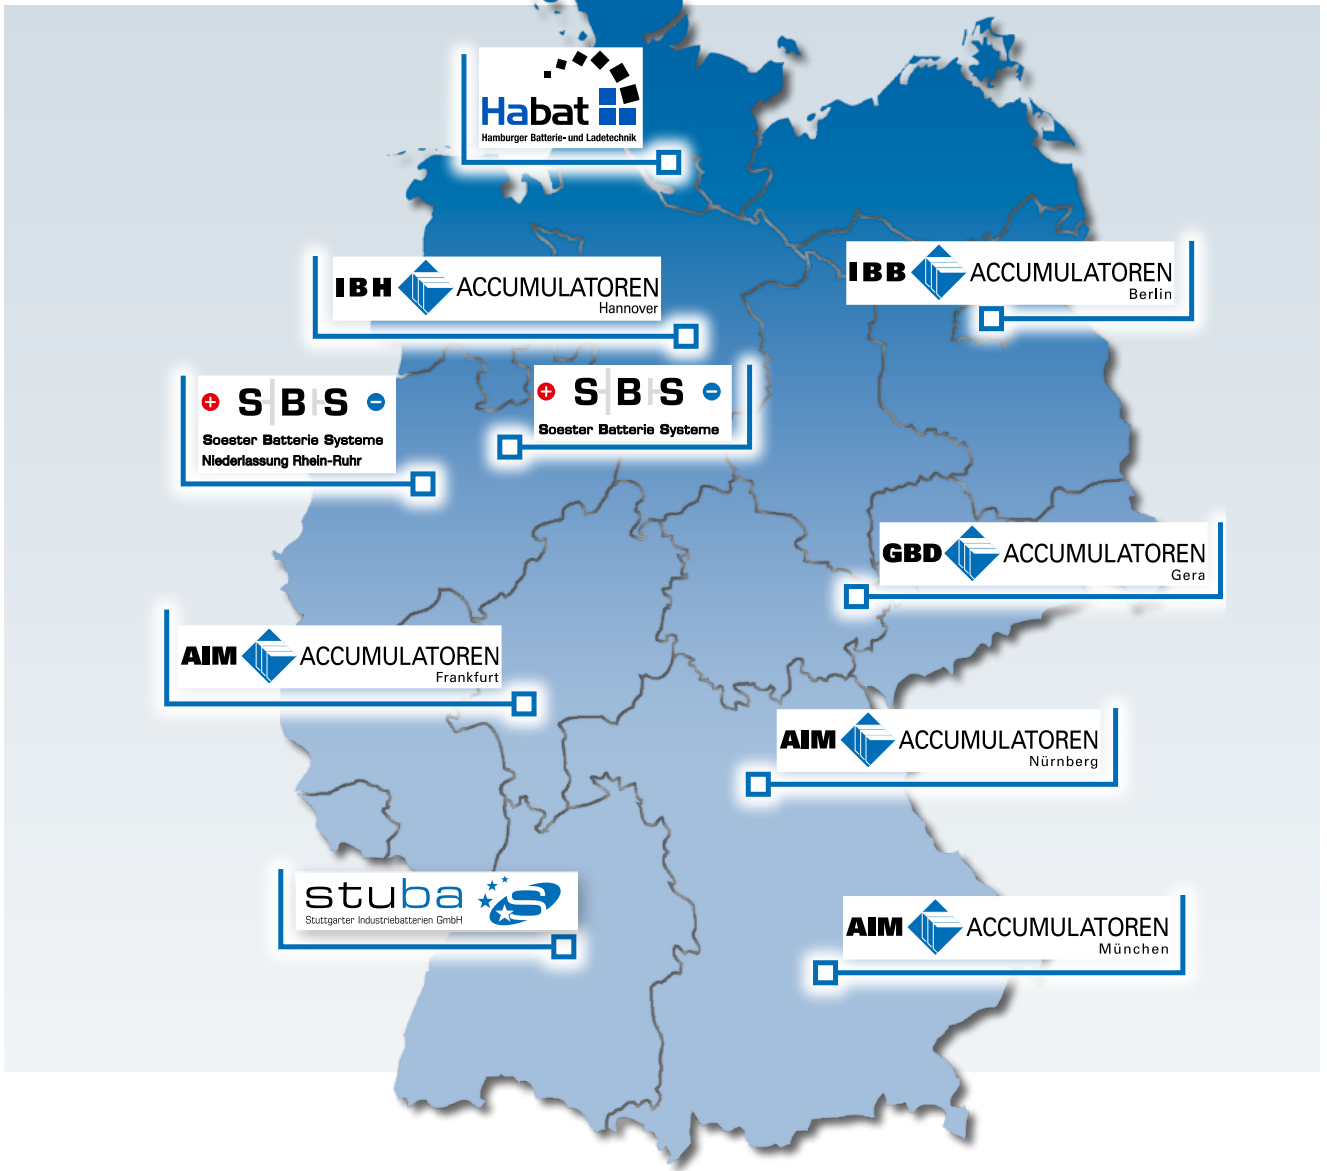 Habat
Hamburger Batterie- und Ladetechnik
IBB ACCUMULATOREN
Berlin
IBH ACCUMULATOREN
Hannover
+ S B S −
Soester Batterie Systeme
+ S B S −
Soester Batterie Systeme
Niederlassung Rhein-Ruhr
GBD ACCUMULATOREN
Gera
AIM ACCUMULATOREN
Frankfurt
AIM ACCUMULATOREN
Nürnberg
stuba S
Stuttgarter Industriebatterien GmbH
AIM ACCUMULATOREN
München